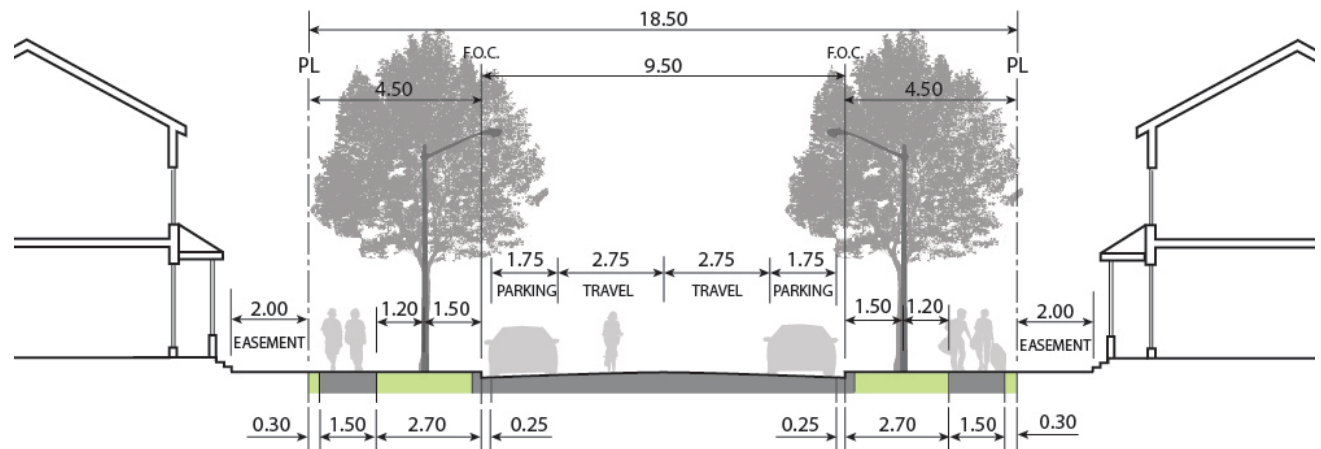 18.50
F.O.C. F.O.C.
PL 9.50 PL
4.50 4.50
1.75 2.75 2.75 1.75
PARKING TRAVEL TRAVEL PARKING
2.00 1.20 1.50 1.50 1.20 2.00
EASEMENT EASEMENT
0.30 1.50 2.70 0.25 0.25 2.70 1.50 0.30